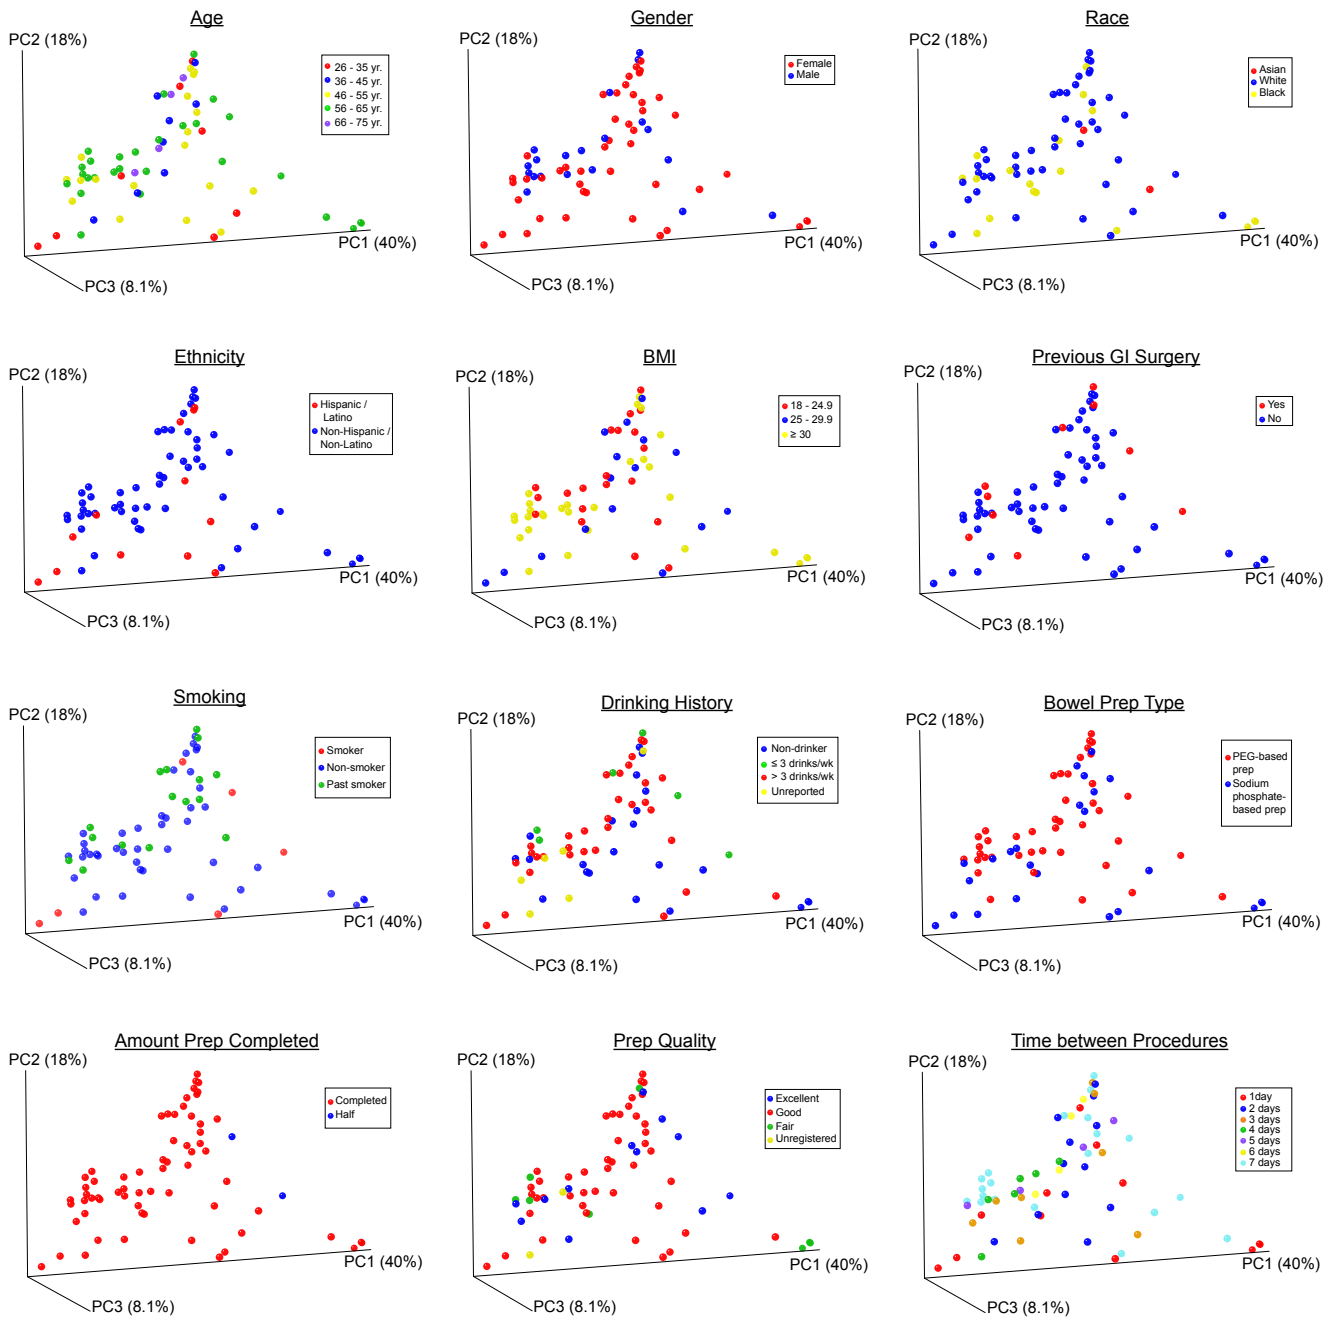 Age
PC2 (18%)
26 - 35 yr.
36 - 45 yr.
46 - 55 yr.
56 - 65 yr.
66 - 75 yr.
PC1 (40%)
PC3 (8.1%)
Gender
PC2 (18%)
Female
Male
PC1 (40%)
PC3 (8.1%)
Race
PC2 (18%)
Asian
White
Black
PC1 (40%)
PC3 (8.1%)
Ethnicity
PC2 (18%)
Hispanic /
Latino
Non-Hispanic /
Non-Latino
PC1 (40%)
PC3 (8.1%)
BMI
PC2 (18%)
18 - 24.9
25 - 29.9
≥ 30
PC1 (40%)
PC3 (8.1%)
Previous GI Surgery
PC2 (18%)
Yes
No
PC1 (40%)
PC3 (8.1%)
Smoking
PC2 (18%)
Smoker
Non-smoker
Past smoker
PC1 (40%)
PC3 (8.1%)
Drinking History
PC2 (18%)
Non-drinker
≤ 3 drinks/wk
> 3 drinks/wk
Unreported
PC1 (40%)
PC3 (8.1%)
Bowel Prep Type
PC2 (18%)
PEG-based
prep
Sodium
phosphate-
based prep
PC1 (40%)
PC3 (8.1%)
Amount Prep Completed
PC2 (18%)
Completed
Half
PC1 (40%)
PC3 (8.1%)
Prep Quality
PC2 (18%)
Excellent
Good
Fair
Unregistered
PC1 (40%)
PC3 (8.1%)
Time between Procedures
PC2 (18%)
1day
2 days
3 days
4 days
5 days
6 days
7 days
PC1 (40%)
PC3 (8.1%)